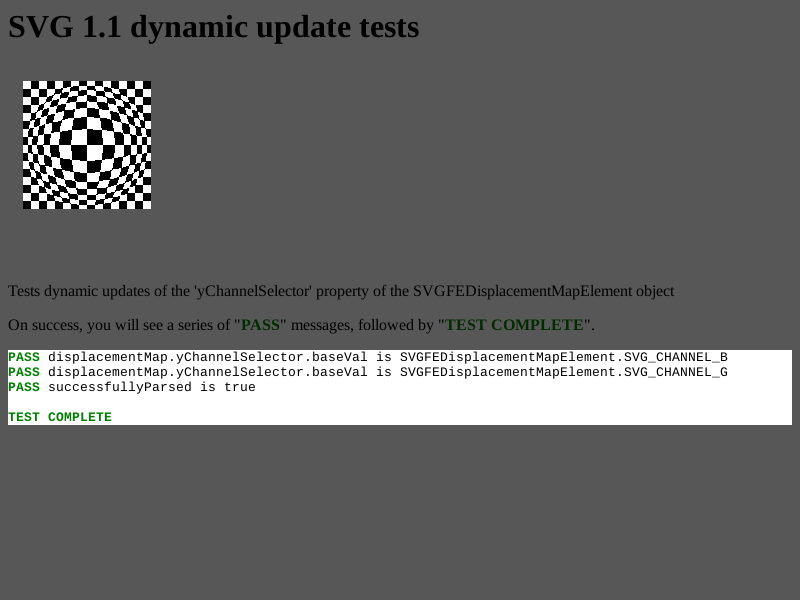 SVG 1.1 dynamic update tests
Tests dynamic updates of the 'yChannelSelector' property of the SVGFEDisplacementMapElement object
On success, you will see a series of "PASS" messages, followed by "TEST COMPLETE".
PASS displacementMap.yChannelSelector.baseVal is SVGFEDisplacementMapElement.SVG_CHANNEL_B
PASS displacementMap.yChannelSelector.baseVal is SVGFEDisplacementMapElement.SVG_CHANNEL_G
PASS successfullyParsed is true
TEST COMPLETE